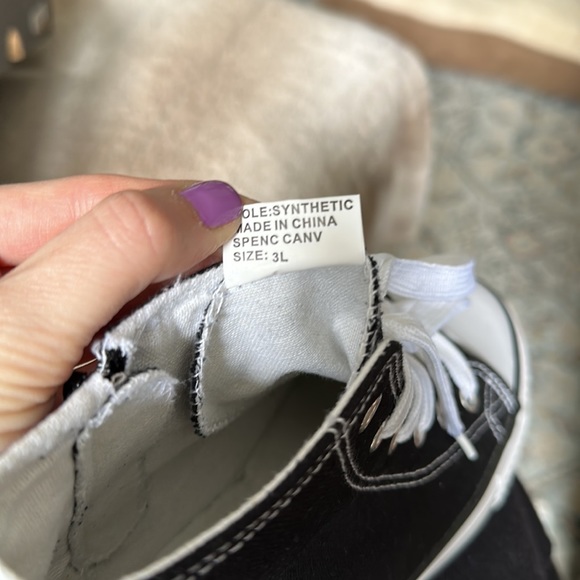 OLE:SYNTHETIC
MADE IN CHINA
SPENC CANV
SIZE: 3L